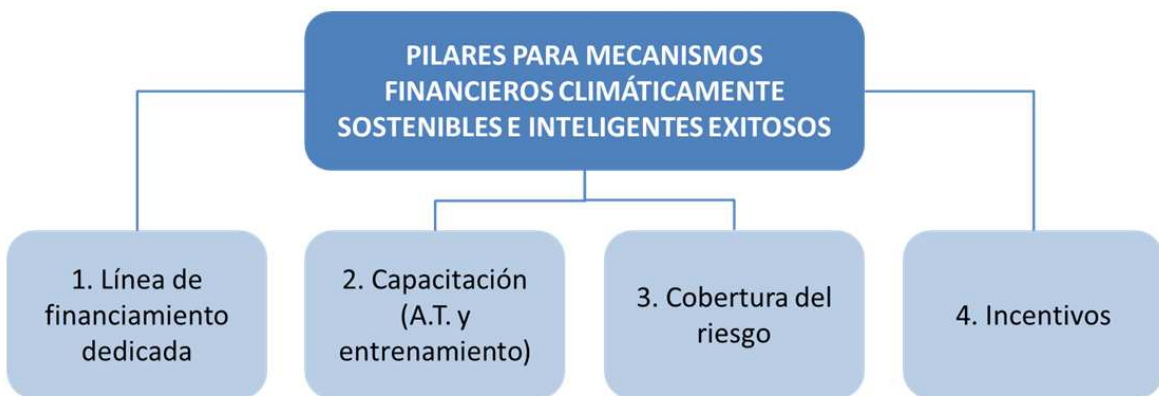 PILARES PARA MECANISMOS
FINANCIEROS CLIMÁTICAMENTE
SOSTENIBLES E INTELIGENTES EXITOSOS
1. Línea de
financiamiento
dedicada
2. Capacitación
(A.T. y
entrenamiento)
3. Cobertura del
riesgo
4. Incentivos